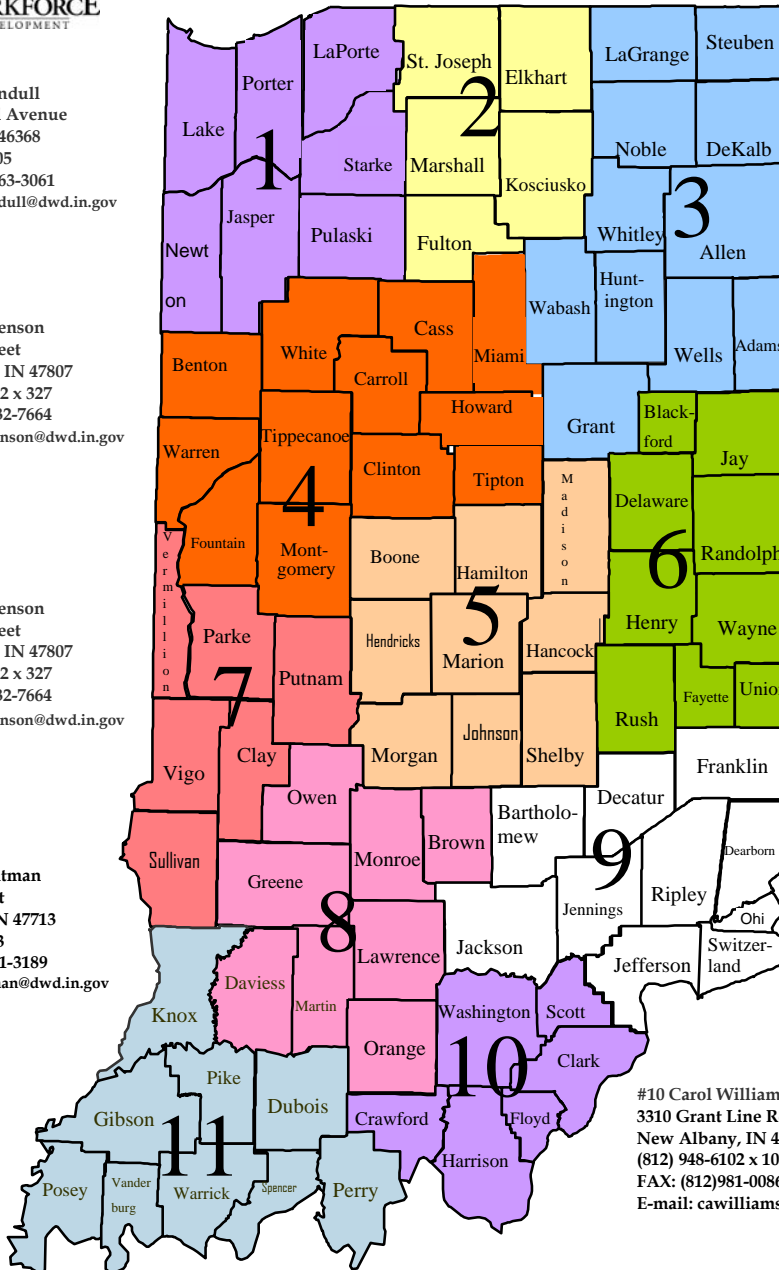 RKFORCE
ELOPMENT
ndull
Avenue
46368
05
63-3061
dull@dwd.in.gov
enson
eet
, IN 47807
2 x 327
32-7664
nson@dwd.in.gov
enson
eet
, IN 47807
2 x 327
32-7664
nson@dwd.in.gov
tman
t
N 47713
3
1-3189
nan@dwd.in.gov
LaPorte
Porter
Lake
Starke
1
Jasper
Newt
on
Pulaski
St. Joseph
Elkhart
2
Marshall
Kosciusko
Fulton
LaGrange
Steuben
Noble
DeKalb
3
Whitley
Allen
Wabash
Hunt-
ington
Wells
Adams
Grant
Benton
White
Cass
Miami
Carroll
Howard
Warren
Tippecanoe
Clinton
Tipton
4
Fountain
Mont-
gomery
Black-
ford
Jay
Delaware
Randolph
6
Henry
Wayne
Rush
Fayette
Unio
Madison
Boone
Hamilton
5
Hendricks
Marion
Hancock
Morgan
Johnson
Shelby
Vermillion
Parke
7
Putnam
Vigo
Clay
Sullivan
Owen
Greene
Monroe
Brown
8
Lawrence
Daviess
Martin
Orange
Franklin
Decatur
Bartholo-
mew
9
Dearborn
Jennings
Ripley
Ohi
Jackson
Jefferson
Switzer-
land
Washington
Scott
10
Clark
Crawford
Floyd
Harrison
Knox
Pike
Gibson
Dubois
11
Posey
Vander
burg
Warrick
Spencer
Perry
#10 Carol William
3310 Grant Line R
New Albany, IN 4
(812) 948-6102 x 10
FAX: (812)981-0086
E-mail: cawilliams